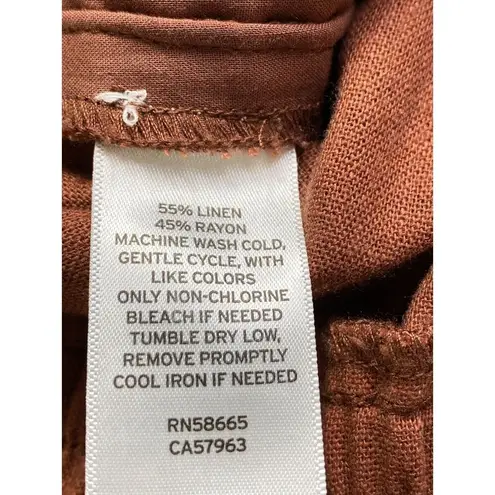 55% LINEN
45% RAYON
MACHINE WASH COLD,
GENTLE CYCLE, WITH
LIKE COLORS
ONLY NON-CHLORINE
BLEACH IF NEEDED
TUMBLE DRY LOW,
REMOVE PROMPTLY
COOL IRON IF NEEDED
RN58665
CA57963